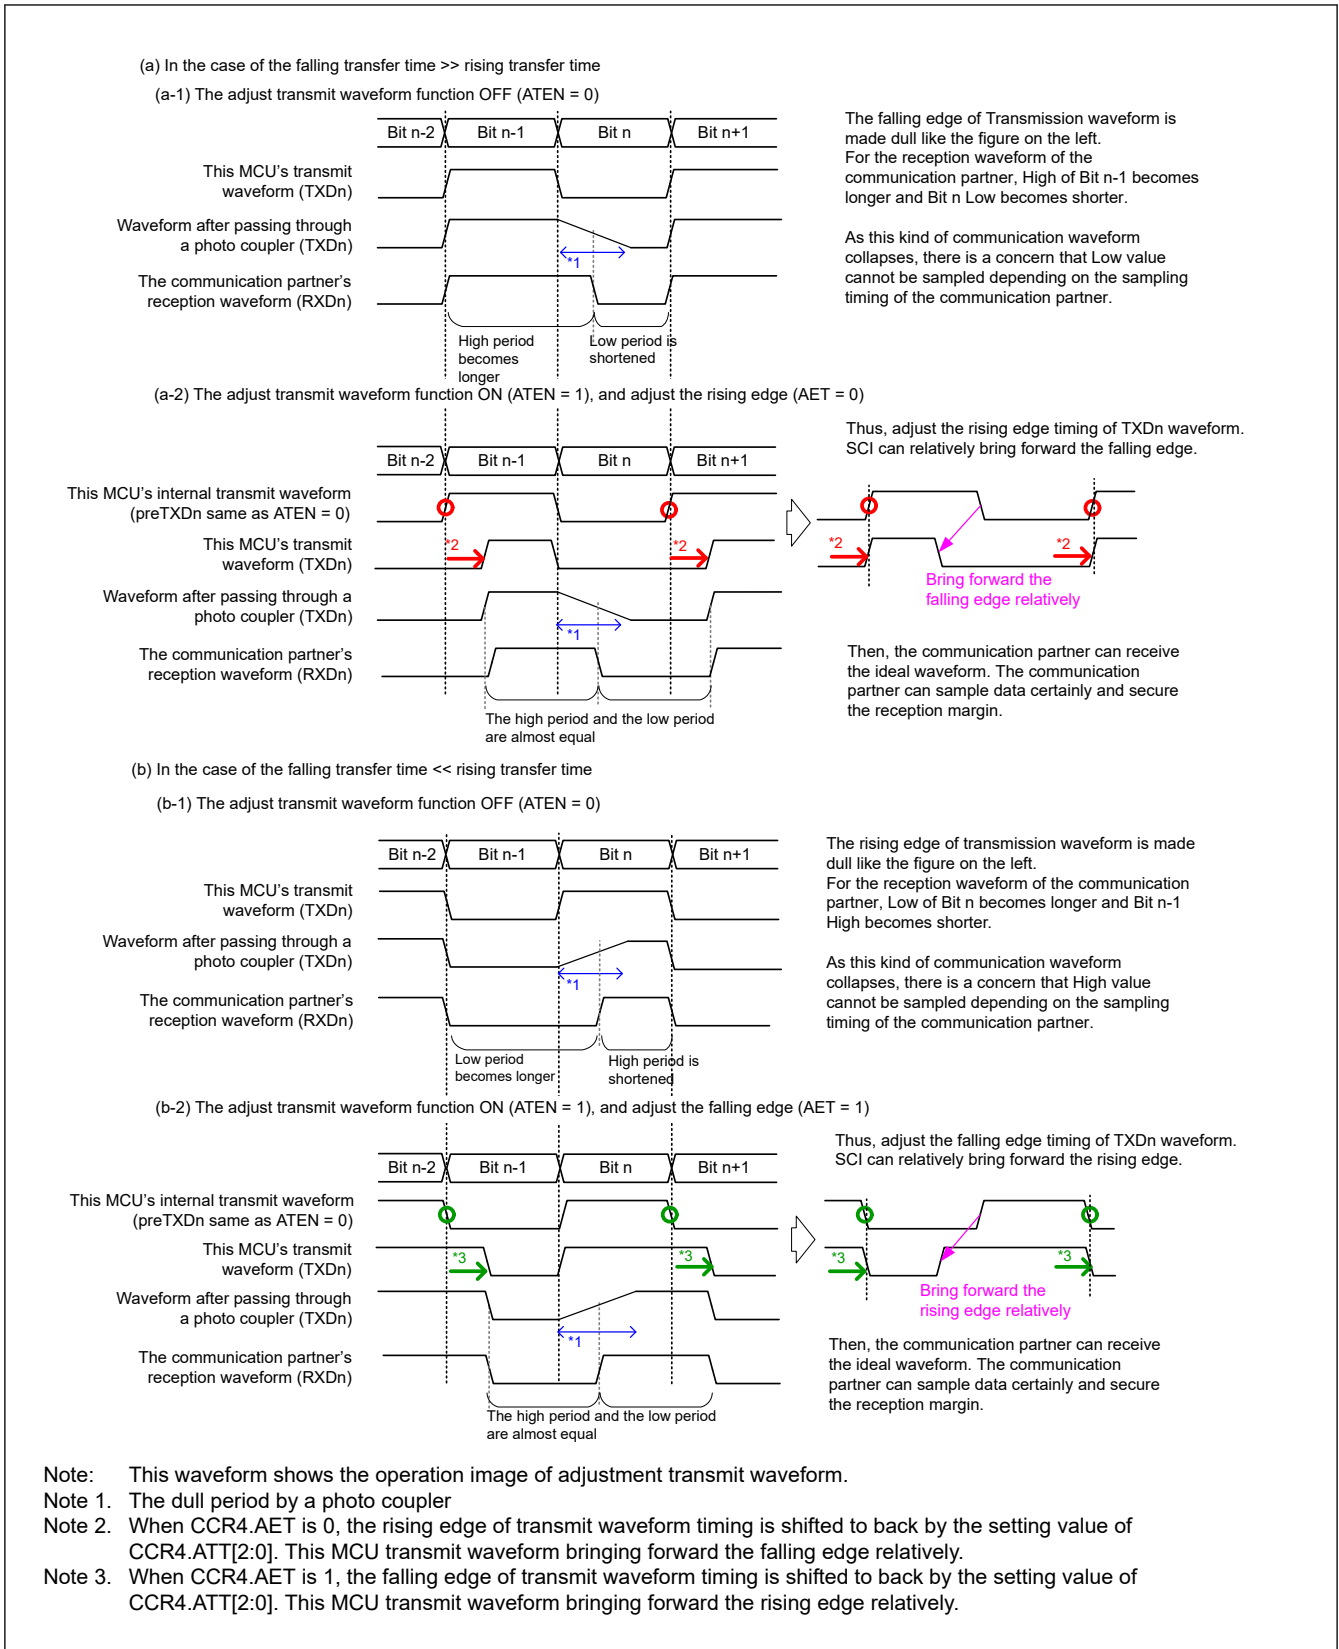 (a) In the case of the falling transfer time >> rising transfer time
(a-1) The adjust transmit waveform function OFF (ATEN = 0)
Bit n-2 Bit n-1 Bit n Bit n+1
This MCU's transmit
waveform (TXDn)
Waveform after passing through
a photo coupler (TXDn)
*1
The communication partner's
reception waveform (RXDn)
High period
becomes
longer
Low period is
shortened
The falling edge of Transmission waveform is
made dull like the figure on the left.
For the reception waveform of the
communication partner, High of Bit n-1 becomes
longer and Bit n Low becomes shorter.
As this kind of communication waveform
collapses, there is a concern that Low value
cannot be sampled depending on the sampling
timing of the communication partner.
(a-2) The adjust transmit waveform function ON (ATEN = 1), and adjust the rising edge (AET = 0)
Bit n-2 Bit n-1 Bit n Bit n+1
This MCU's internal transmit waveform
(preTXDn same as ATEN = 0)
This MCU's transmit
waveform (TXDn)
*2 *2
Waveform after passing through a
photo coupler (TXDn)
*1
The communication partner's
reception waveform (RXDn)
The high period and the low period
are almost equal
Thus, adjust the rising edge timing of TXDn waveform.
SCI can relatively bring forward the falling edge.
*2 *2
Bring forward the
falling edge relatively
Then, the communication partner can receive
the ideal waveform. The communication
partner can sample data certainly and secure
the reception margin.
(b) In the case of the falling transfer time << rising transfer time
(b-1) The adjust transmit waveform function OFF (ATEN = 0)
Bit n-2 Bit n-1 Bit n Bit n+1
This MCU's transmit
waveform (TXDn)
Waveform after passing through a
photo coupler (TXDn)
*1
The communication partner's
reception waveform (RXDn)
Low period
becomes longer
High period is
shortened
The rising edge of transmission waveform is made
dull like the figure on the left.
For the reception waveform of the communication
partner, Low of Bit n becomes longer and Bit n-1
High becomes shorter.
As this kind of communication waveform
collapses, there is a concern that High value
cannot be sampled depending on the sampling
timing of the communication partner.
(b-2) The adjust transmit waveform function ON (ATEN = 1), and adjust the falling edge (AET = 1)
Bit n-2 Bit n-1 Bit n Bit n+1
This MCU's internal transmit waveform
(preTXDn same as ATEN = 0)
This MCU's transmit
waveform (TXDn)
*3 *3
Waveform after passing through
a photo coupler (TXDn)
*1
The communication partner's
reception waveform (RXDn)
The high period and the low period
are almost equal
Thus, adjust the falling edge timing of TXDn waveform.
SCI can relatively bring forward the rising edge.
*3 *3
Bring forward the
rising edge relatively
Then, the communication partner can receive
the ideal waveform. The communication
partner can sample data certainly and secure
the reception margin.
Note: This waveform shows the operation image of adjustment transmit waveform.
Note 1. The dull period by a photo coupler
Note 2. When CCR4.AET is 0, the rising edge of transmit waveform timing is shifted to back by the setting value of
CCR4.ATT[2:0]. This MCU transmit waveform bringing forward the falling edge relatively.
Note 3. When CCR4.AET is 1, the falling edge of transmit waveform timing is shifted to back by the setting value of
CCR4.ATT[2:0]. This MCU transmit waveform bringing forward the rising edge relatively.